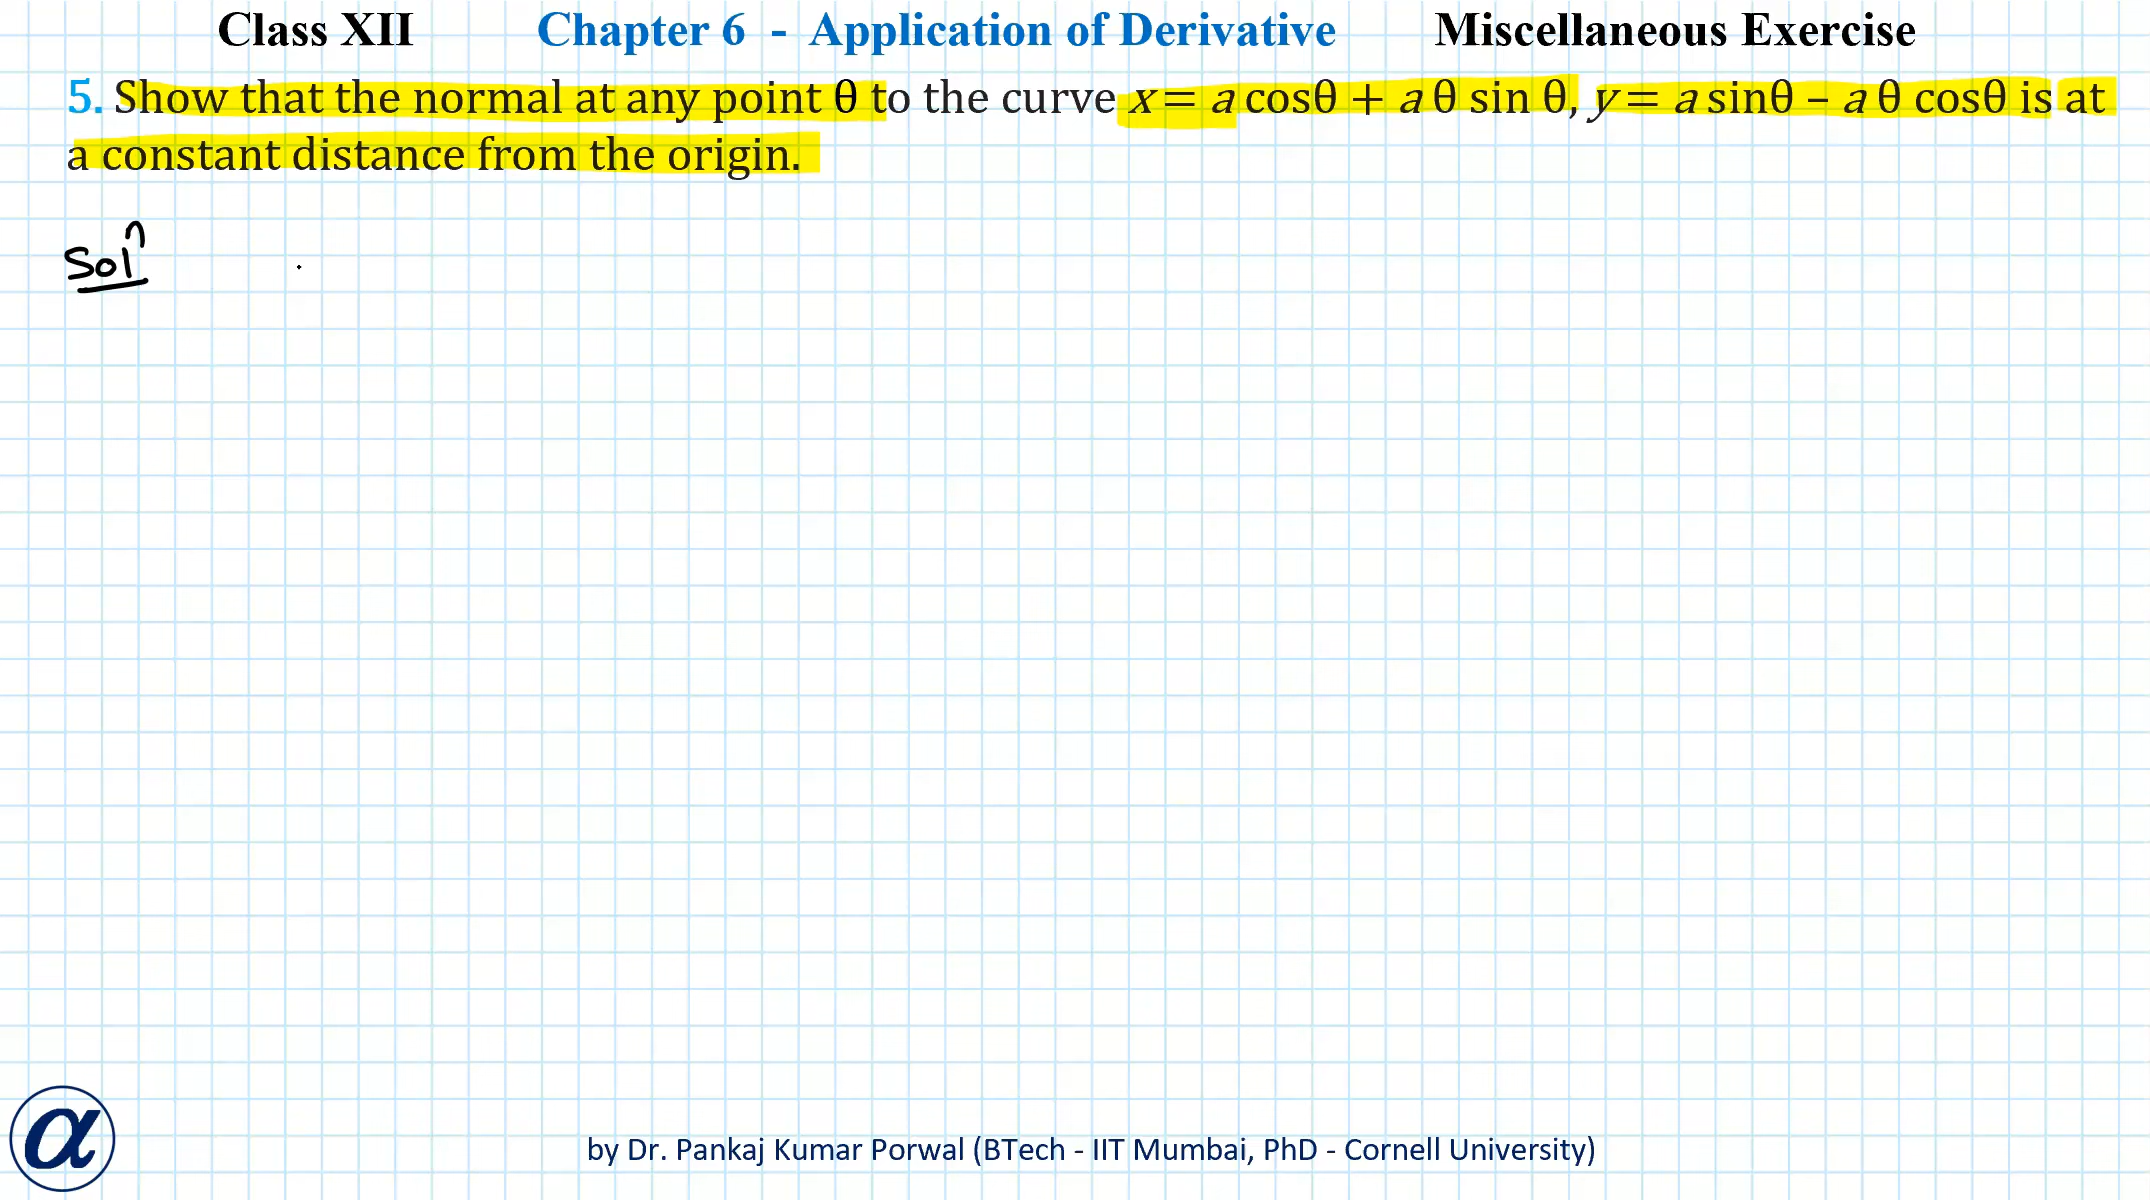 Class XII Chapter 6 - Application of Derivative Miscellaneous Exercise
5. Show that the normal at any point θ to the curve x = a cosθ + a θ sin θ, y = a sinθ – a θ cosθ is at
a constant distance from the origin.
Solⁿ
α
by Dr. Pankaj Kumar Porwal (BTech - IIT Mumbai, PhD - Cornell University)